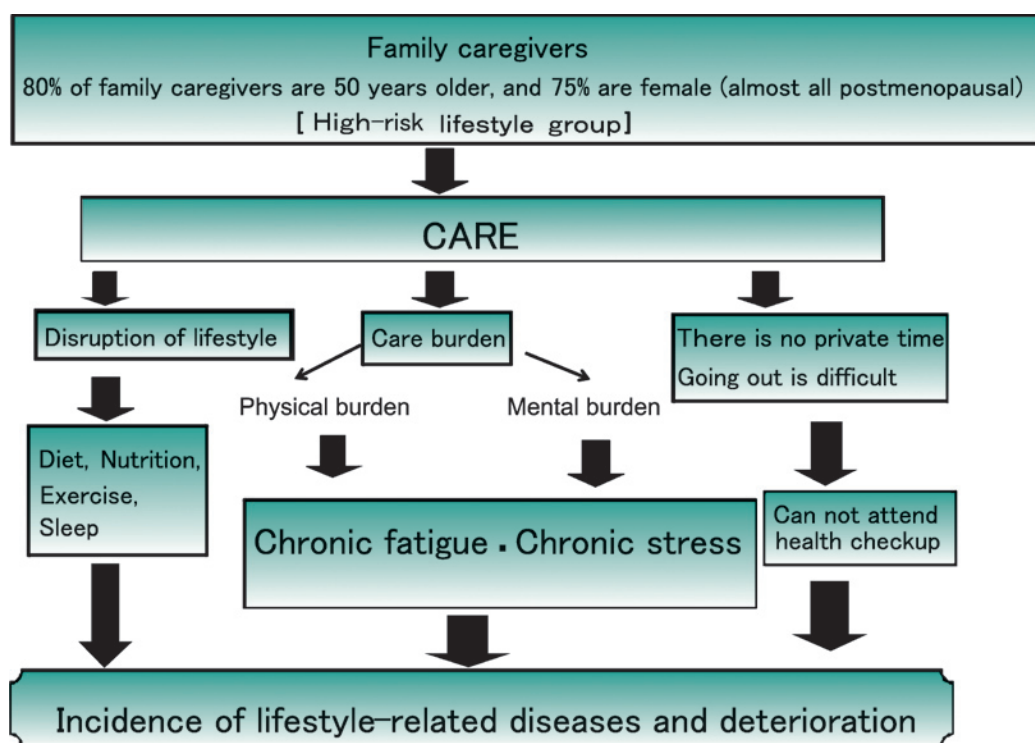 Family caregivers
80% of family caregivers are 50 years older, and 75% are female (almost all postmenopausal)
[ High-risk lifestyle group]
CARE
Disruption of lifestyle
Care burden
There is no private time
Going out is difficult
Physical burden
Mental burden
Diet, Nutrition,
Exercise,
Sleep
Chronic fatigue ▪ Chronic stress
Can not attend
health checkup
Incidence of lifestyle-related diseases and deterioration